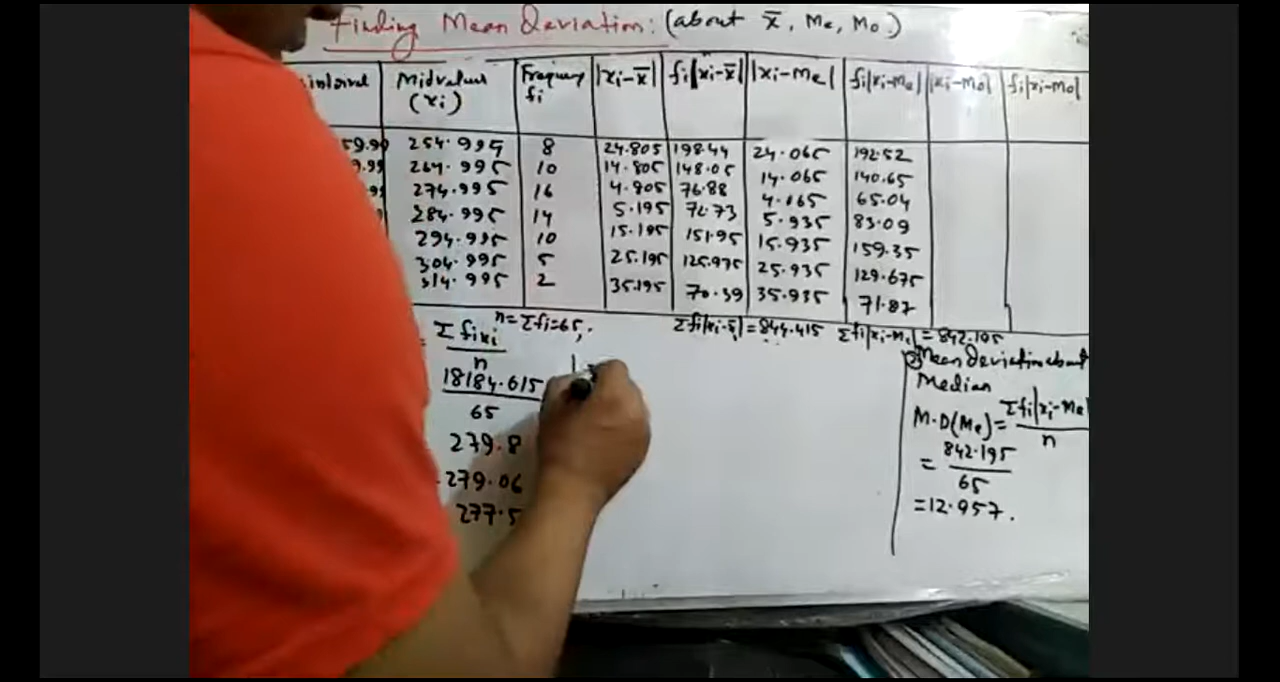 Finding Mean Deviation: (about x̄, Me, Mo)
Midvalues (xi) Frequency fi |xi-x̄| fi|xi-x̄| |xi-Me| fi|xi-Me| |xi-Mo| fi|xi-Mo|
59.99 254.995 8 24.805 198.44 24.065 192.52
9.99 264.995 10 14.805 148.05 14.065 140.65
274.995 16 4.805 76.88 4.065 65.04
284.995 14 5.195 72.73 5.935 83.09
294.995 10 15.195 151.95 15.935 159.35
304.995 5 25.195 125.975 25.935 129.675
314.995 2 35.195 70.39 35.935 71.87
n=Σfi=65; Σfi|xi-x̄|=844.415 Σfi|xi-Me|=842.195
= Σfixi
n
18184.615
65
279.8
279.06
277.5
② Mean Deviation about
Median
M.D(Me)= Σfi|xi-Me|
n
= 842.195
65
=12.957.